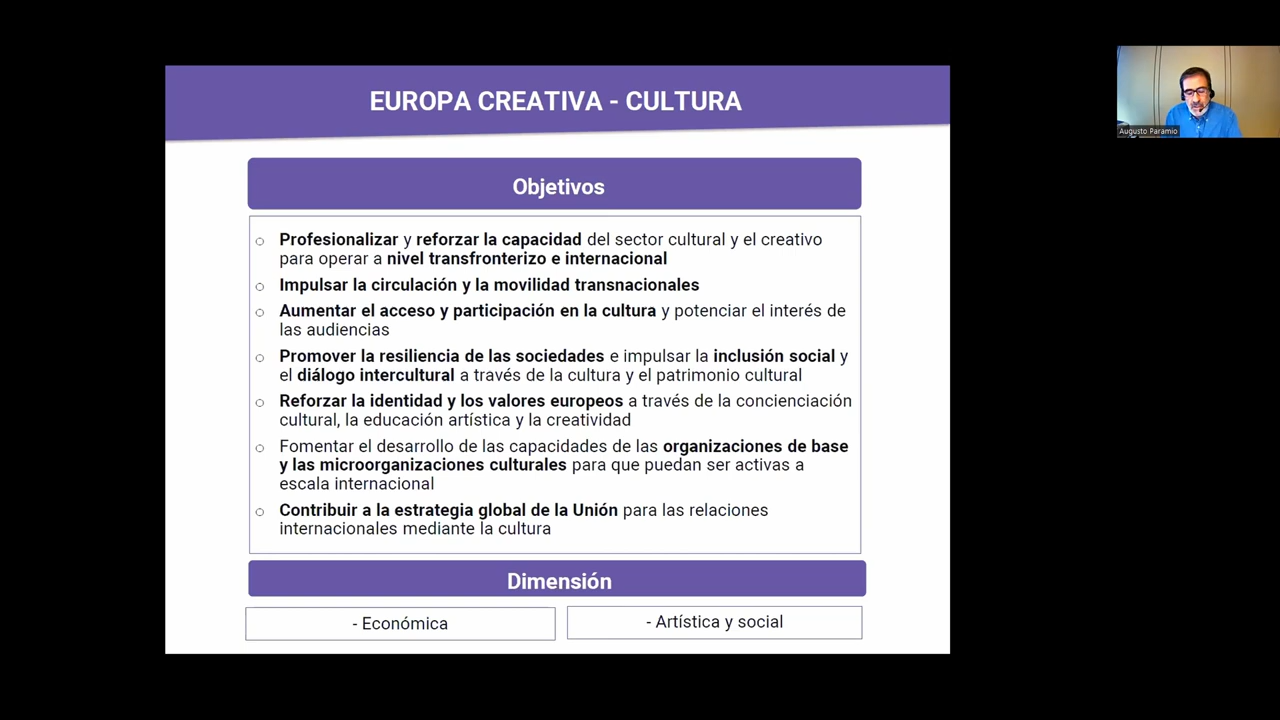 EUROPA CREATIVA - CULTURA
Augusto Paramio
Objetivos
○ Profesionalizar y reforzar la capacidad del sector cultural y el creativo
para operar a nivel transfronterizo e internacional
○ Impulsar la circulación y la movilidad transnacionales
○ Aumentar el acceso y participación en la cultura y potenciar el interés de
las audiencias
○ Promover la resiliencia de las sociedades e impulsar la inclusión social y
el diálogo intercultural a través de la cultura y el patrimonio cultural
○ Reforzar la identidad y los valores europeos a través de la concienciación
cultural, la educación artística y la creatividad
○ Fomentar el desarrollo de las capacidades de las organizaciones de base
y las microorganizaciones culturales para que puedan ser activas a
escala internacional
○ Contribuir a la estrategia global de la Unión para las relaciones
internacionales mediante la cultura
Dimensión
- Económica
- Artística y social